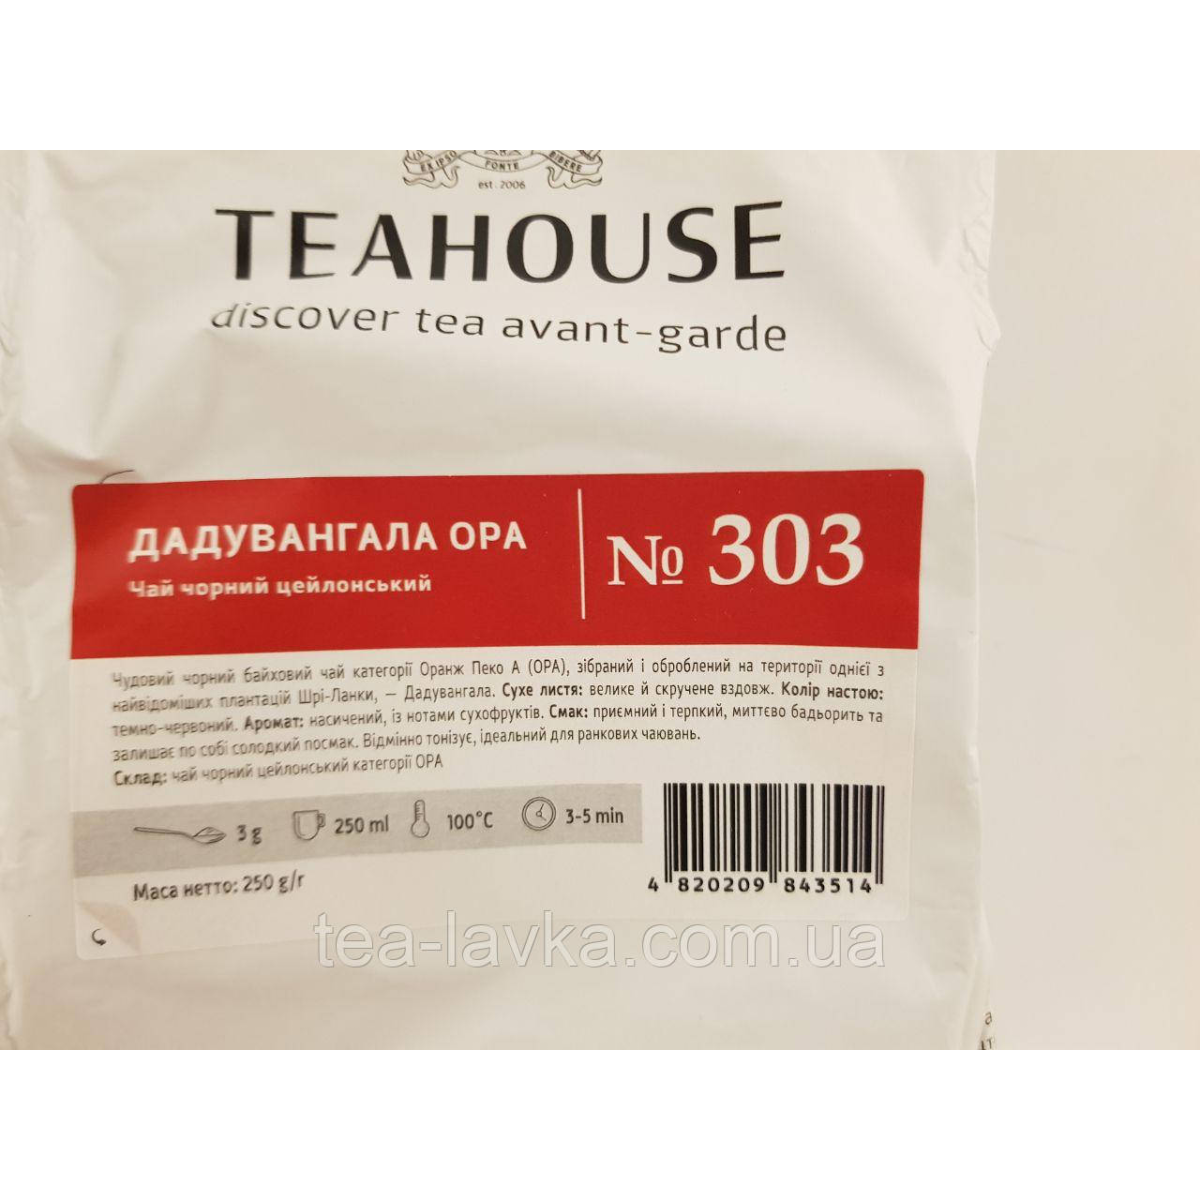 EX IPSO FONTE BIBERE
est. 2006
TEAHOUSE
discover tea avant-garde
ДАДУВАНГАЛА ОРА
Чай чорний цейлонський
№ 303
Чудовий чорний байховий чай категорії Оранж Пеко А (ОРА), зібраний і оброблений на території однієї з
найвідоміших плантацій Шрі-Ланки, — Дадувангала. Сухе листя: велике й скручене вздовж. Колір настою:
темно-червоний. Аромат: насичений, із нотами сухофруктів. Смак: приємний і терпкий, миттєво бадьорить та
залишає по собі солодкий посмак. Відмінно тонізує, ідеальний для ранкових чаювань.
Склад: чай чорний цейлонський категорії ОРА
3 g 250 ml 100°C 3-5 min
Маса нетто: 250 g/г
4 820209 843514
tea-lavka.com.ua